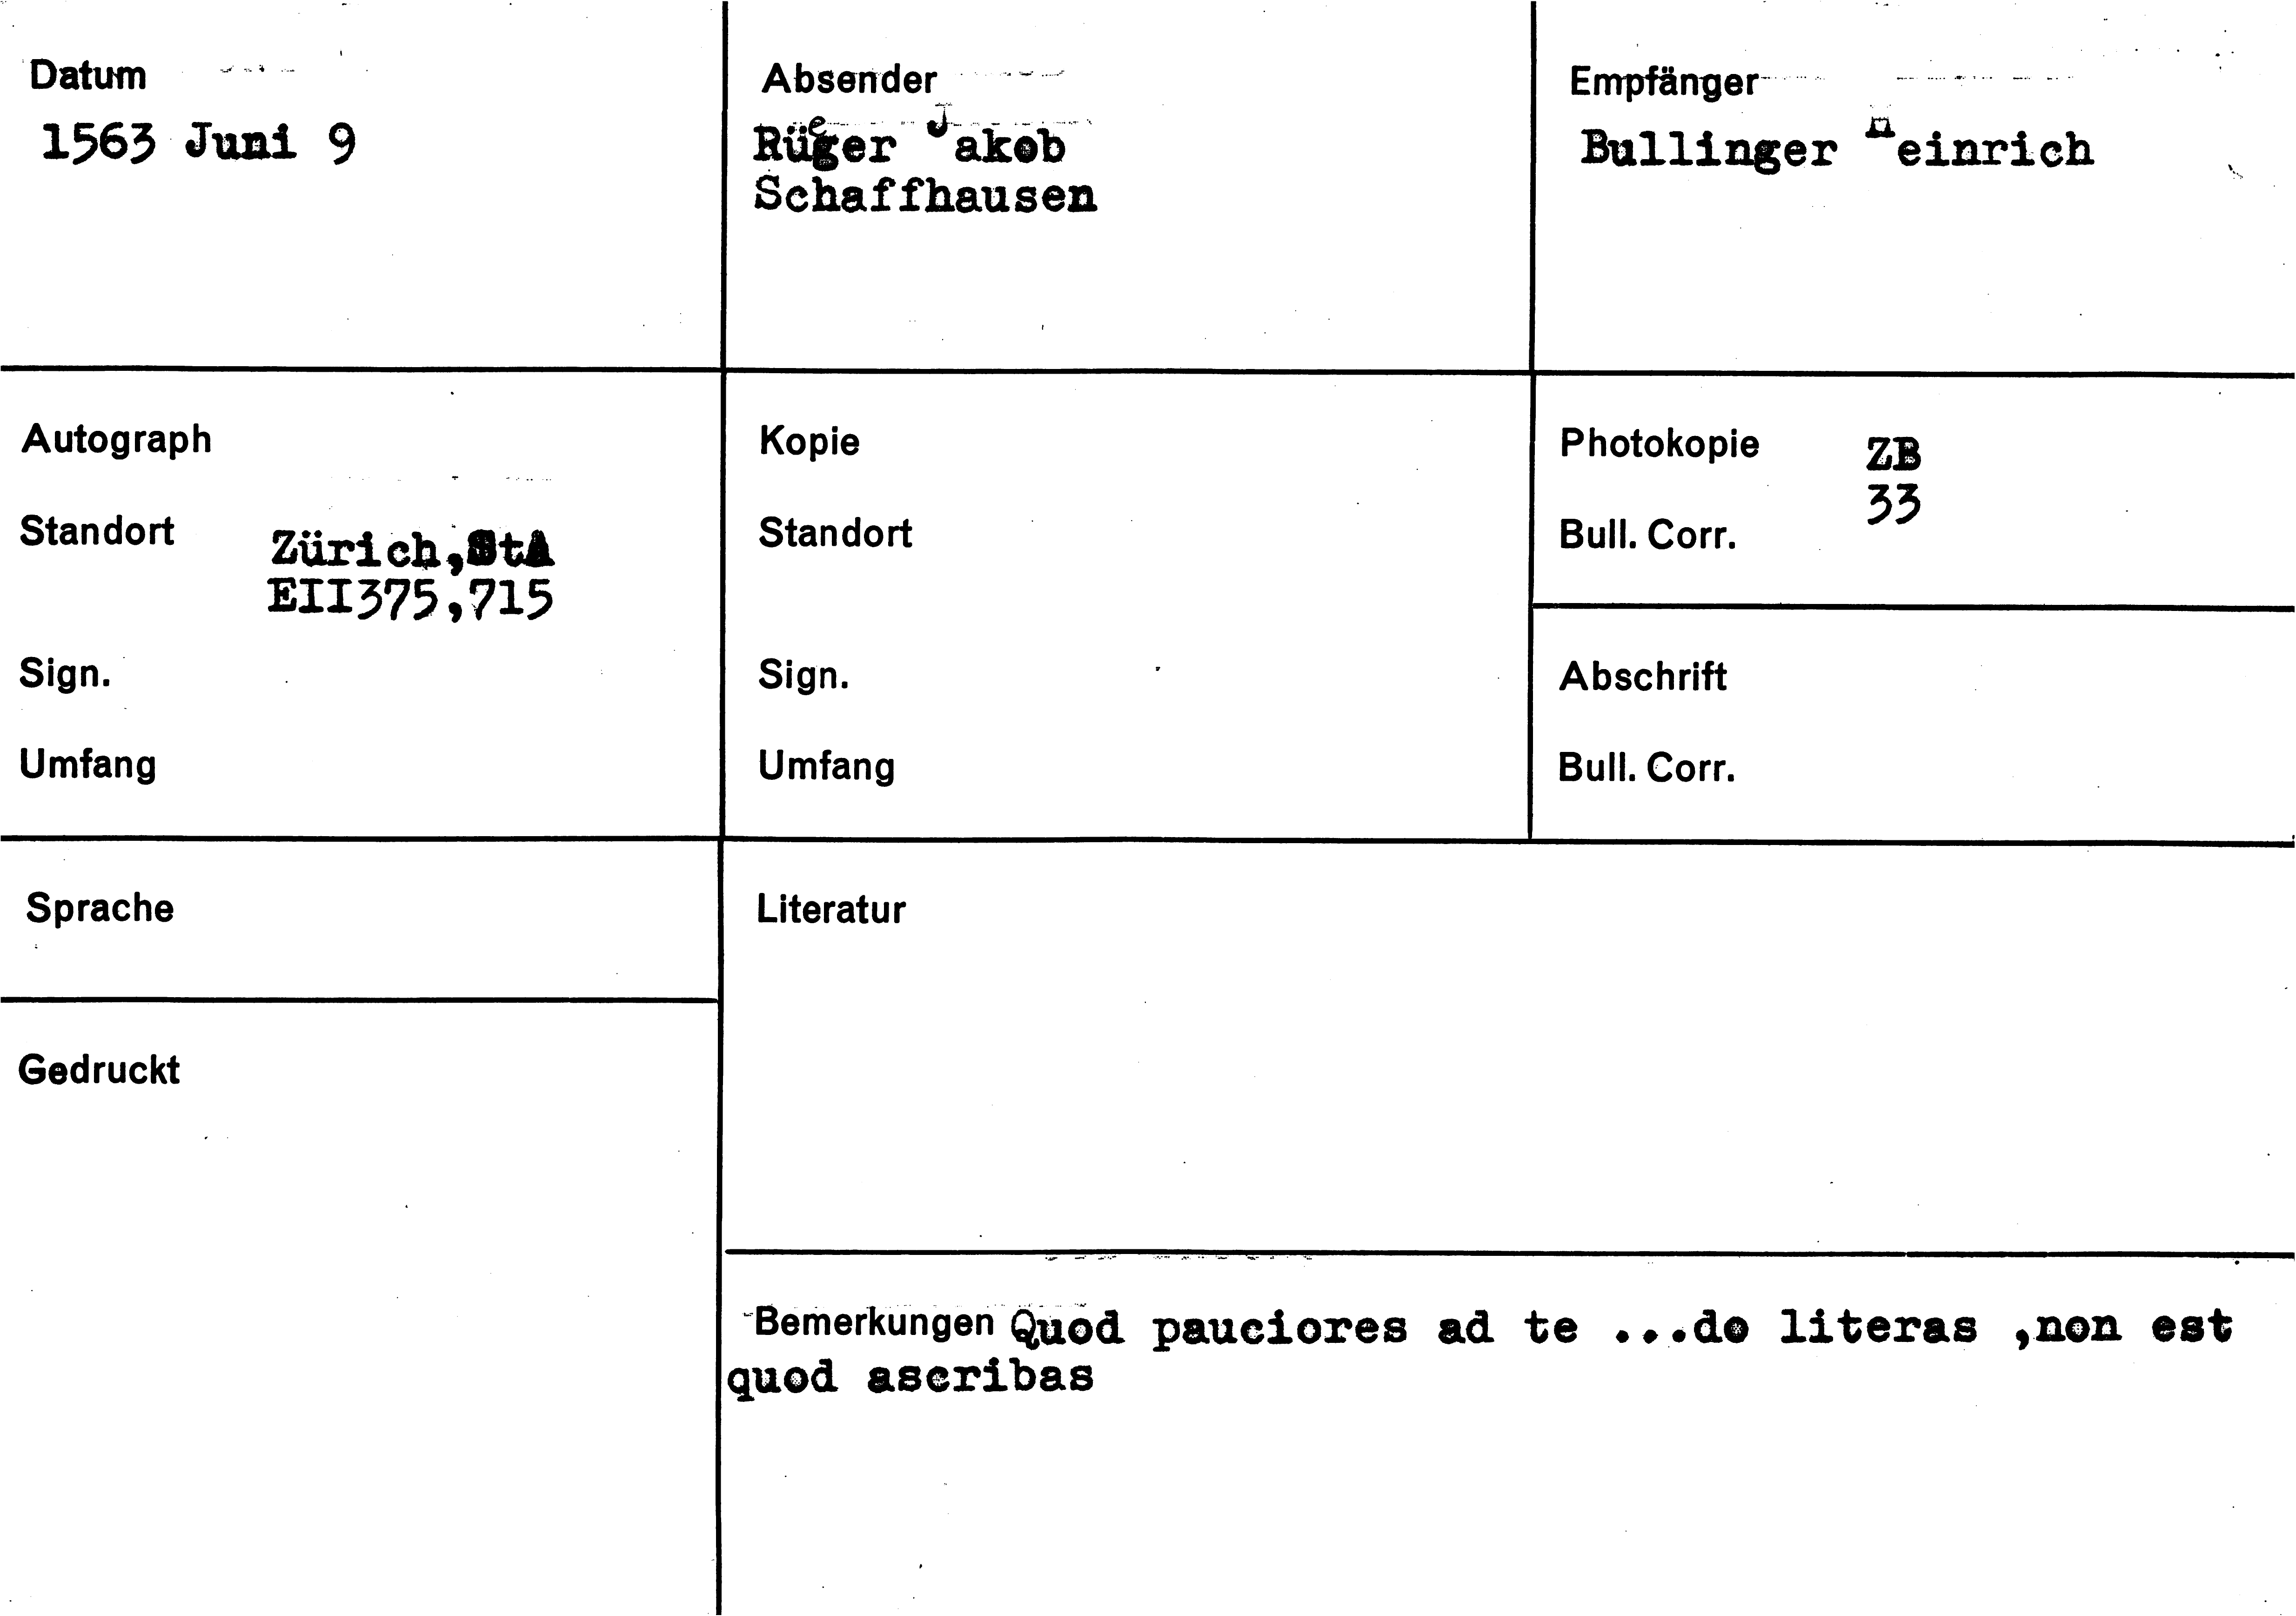 Datum
1563 Juni 9
Absender
Rüeger Jakob
Schaffhausen
Empfänger
Bullinger Heinrich
Autograph
Standort Zürich,StA
EII375,715
Sign.
Umfang
Kopie
Standort
Sign.
Umfang
Photokopie ZB
33
Bull. Corr.
Abschrift
Bull. Corr.
Sprache
Literatur
Gedruckt
Bemerkungen Quod pauciores ad te ...do literas ,non est
quod ascribas